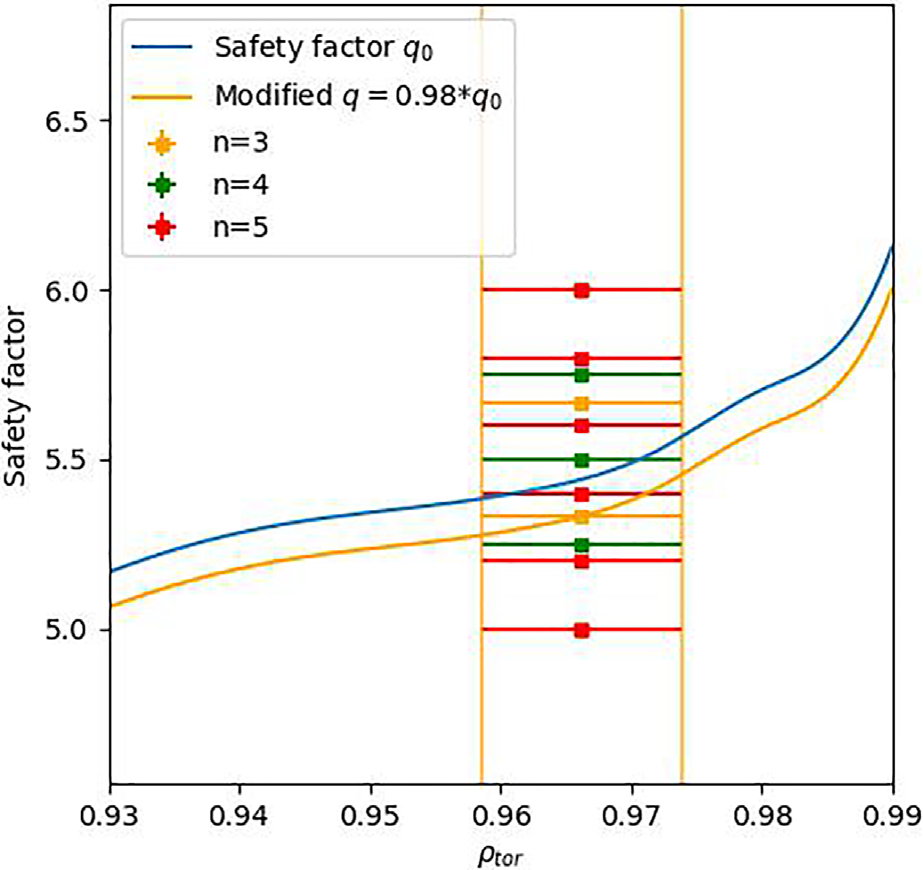 Safety factor q₀
Modified q = 0.98*q₀
n=3
n=4
n=5
6.5
6.0
5.5
5.0
Safety factor
0.93 0.94 0.95 0.96 0.97 0.98 0.99
ρtor